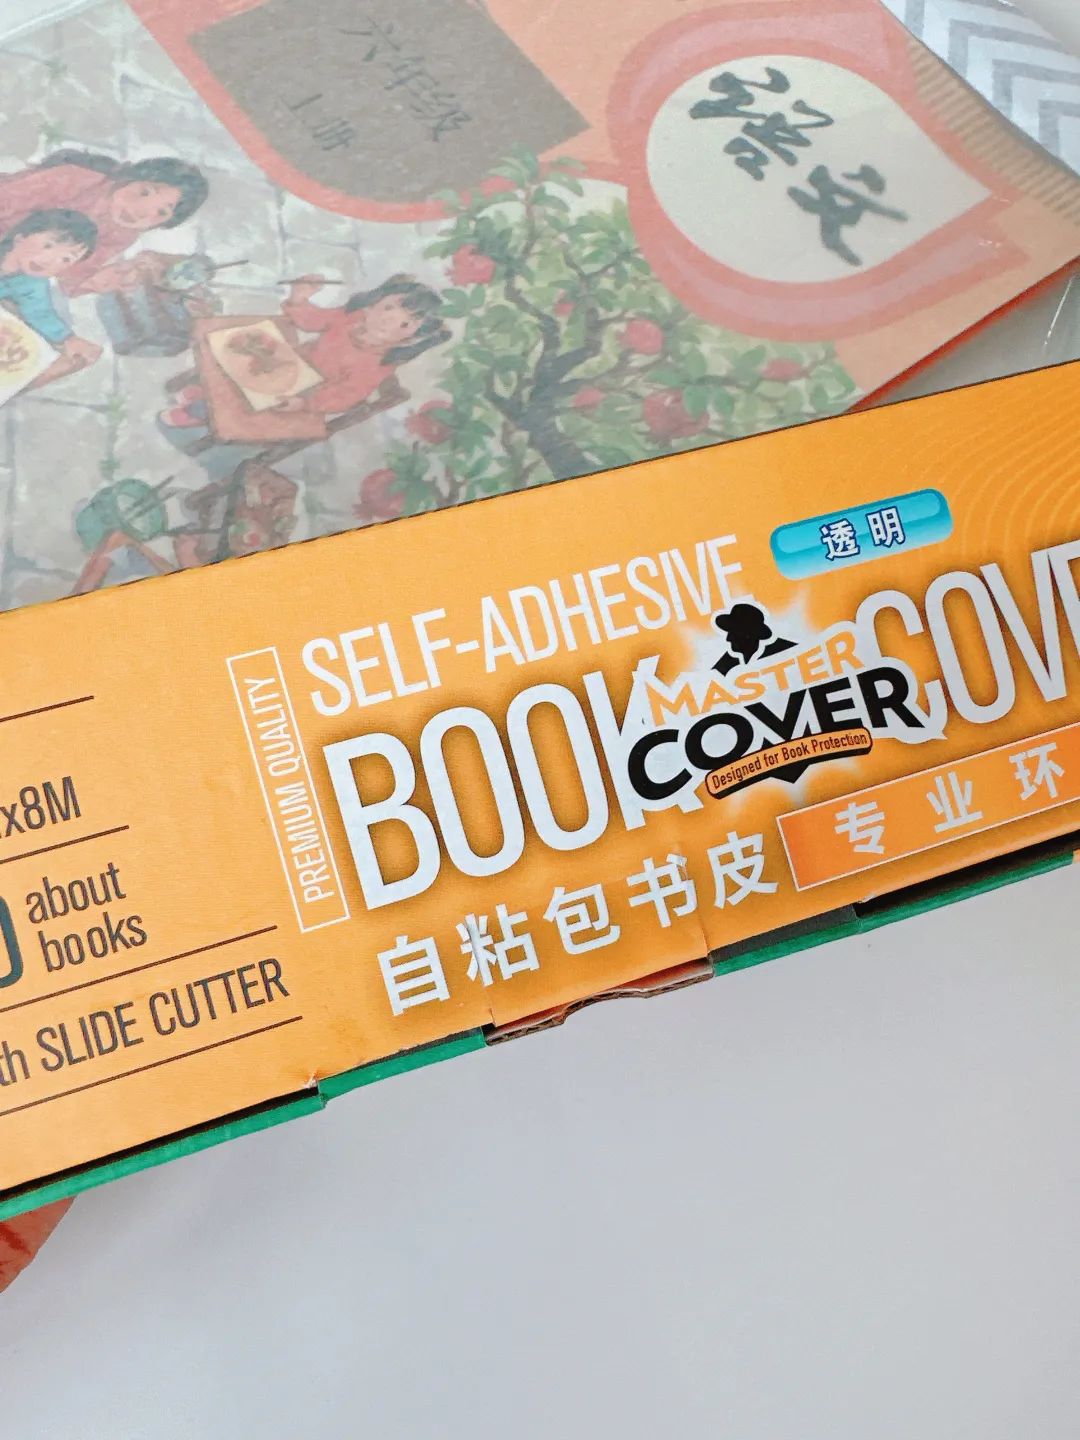 六年级
上册
语文
透明
SELF-ADHESIVE
BOOK COVE
MASTER
COVER
Designed for Book Protection
PREMIUM QUALITY
自粘包书皮
专业环
x8M
about
books
th SLIDE CUTTER